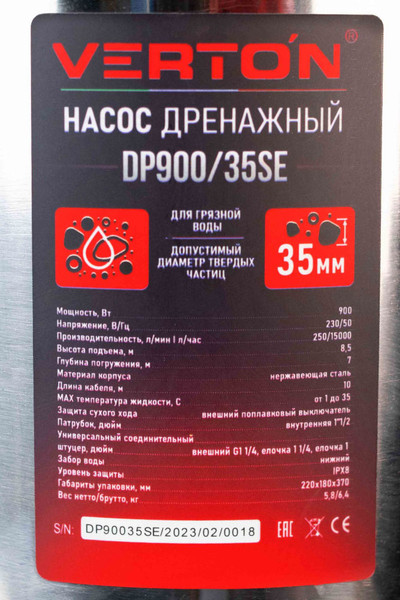 VERTON®
НАСОС ДРЕНАЖНЫЙ
DP900/35SE
ДЛЯ ГРЯЗНОЙ
ВОДЫ
ДОПУСТИМЫЙ
ДИАМЕТР ТВЕРДЫХ
ЧАСТИЦ
35ММ
Мощность, Вт 900
Напряжение, В/Гц 230/50
Производительность, л/мин I л/час 250/15000
Высота подъема, м 8,5
Глубина погружения, м 7
Материал корпуса нержавеющая сталь
Длина кабеля, м 10
MAX температура жидкости, С от 1 до 35
Защита сухого хода внешний поплавковый выключатель
Патрубок, дюйм внутренняя 1"1/2
Универсальный соединительный
штуцер, дюйм внешний G1 1/4, елочка 1 1/4, елочка 1
Забор воды нижний
Уровень защиты IPX8
Габариты упаковки, мм 220х180х370
Вес нетто/брутто, кг 5,8/6,4
S/N: DP90035SE/2023/02/0018 EAC CE